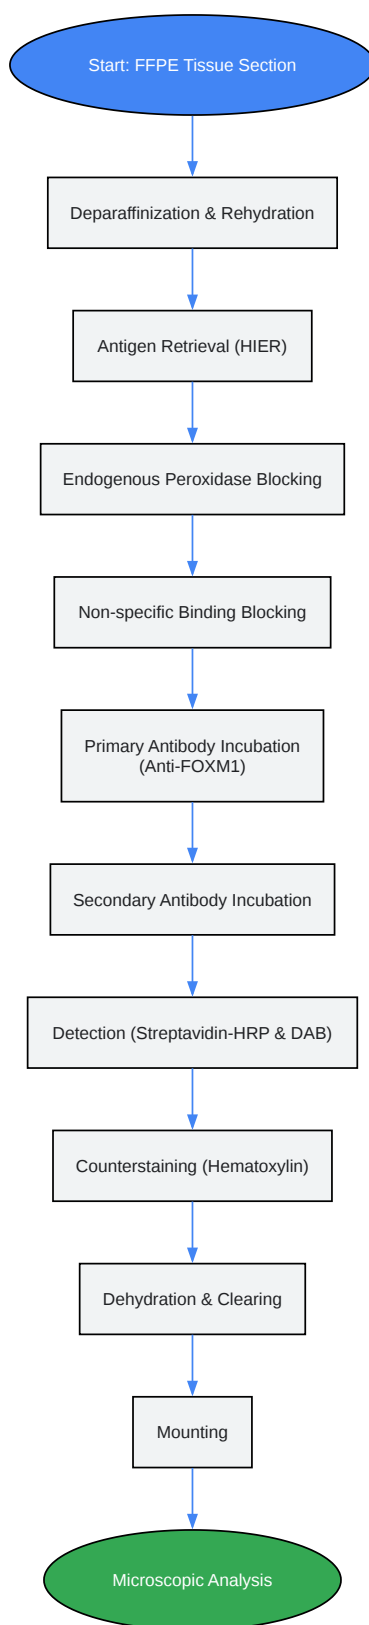 Start: FFPE Tissue Section
Deparaffinization & Rehydration
Antigen Retrieval (HIER)
Endogenous Peroxidase Blocking
Non-specific Binding Blocking
Primary Antibody Incubation
(Anti-FOXM1)
Secondary Antibody Incubation
Detection (Streptavidin-HRP & DAB)
Counterstaining (Hematoxylin)
Dehydration & Clearing
Mounting
Microscopic Analysis